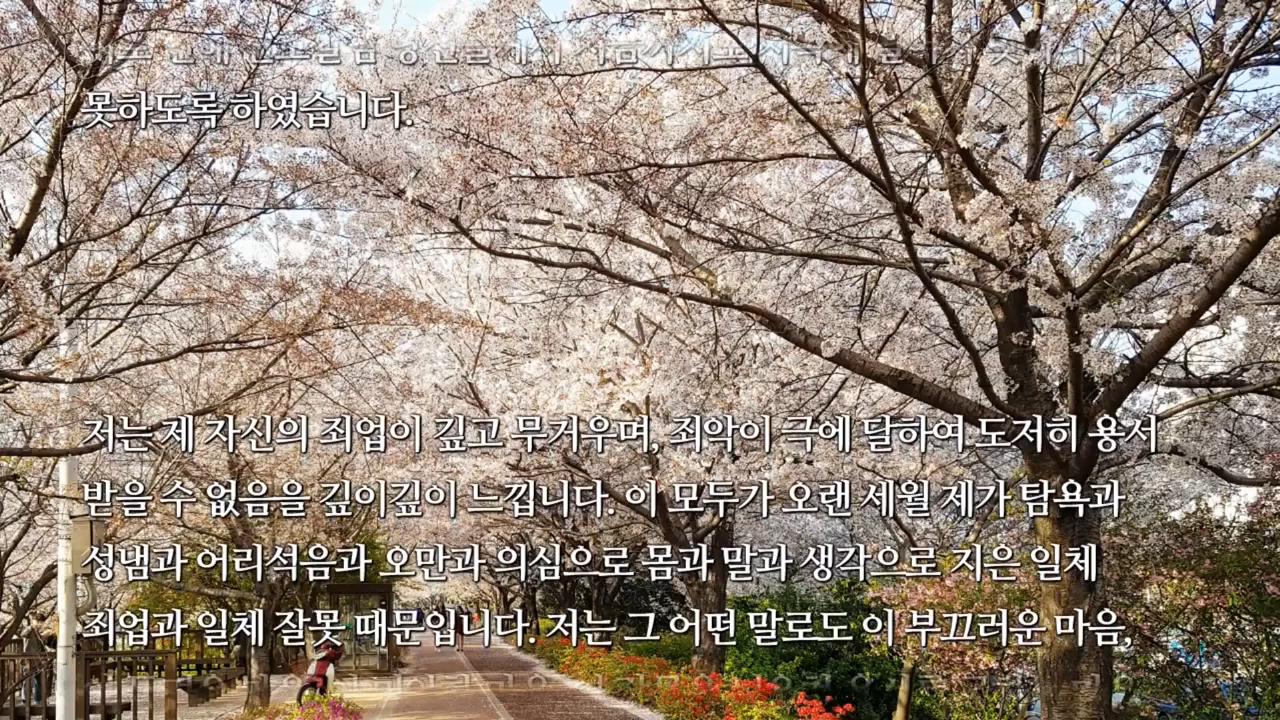 못하도록 하였습니다.
저는 제 자신의 죄업이 깊고 무거우며, 죄악이 극에 달하여 도저히 용서
받을 수 없음을 깊이깊이 느낍니다. 이 모두가 오랜 세월 제가 탐욕과
성냄과 어리석음과 오만과 의심으로 몸과 말과 생각으로 지은 일체
죄업과 일체 잘못 때문입니다. 저는 그 어떤 말로도 이 부끄러운 마음,